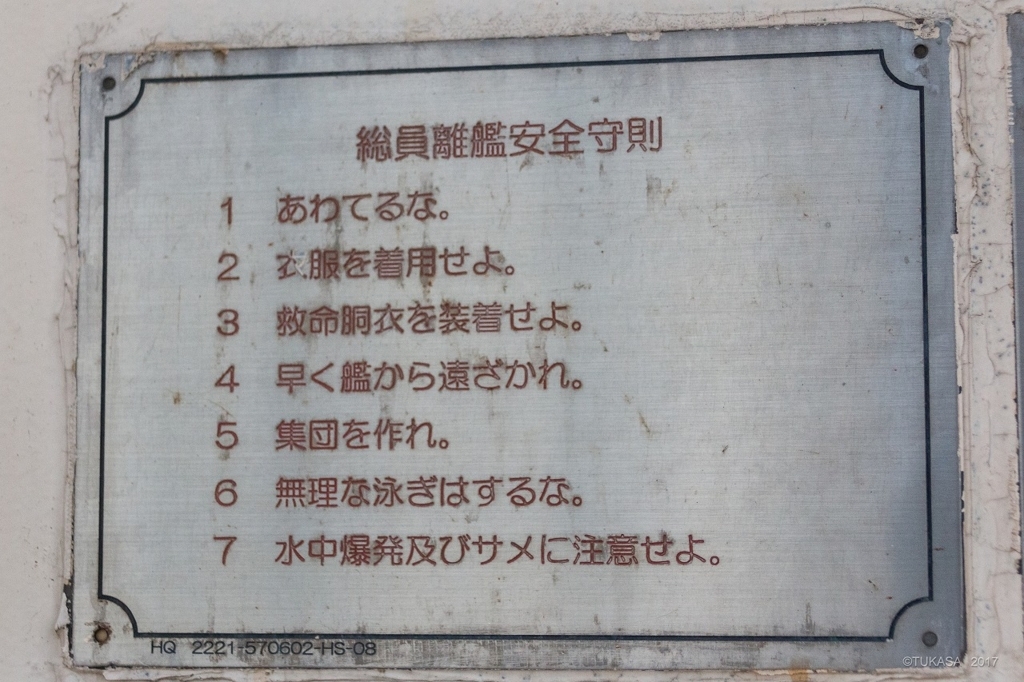 総員離艦安全守則
1 あわてるな。
2 衣服を着用せよ。
3 救命胴衣を装着せよ。
4 早く艦から遠ざかれ。
5 集団を作れ。
6 無理な泳ぎはするな。
7 水中爆発及びサメに注意せよ。
HQ 2221-570602-HS-08
©TUKASA 2017